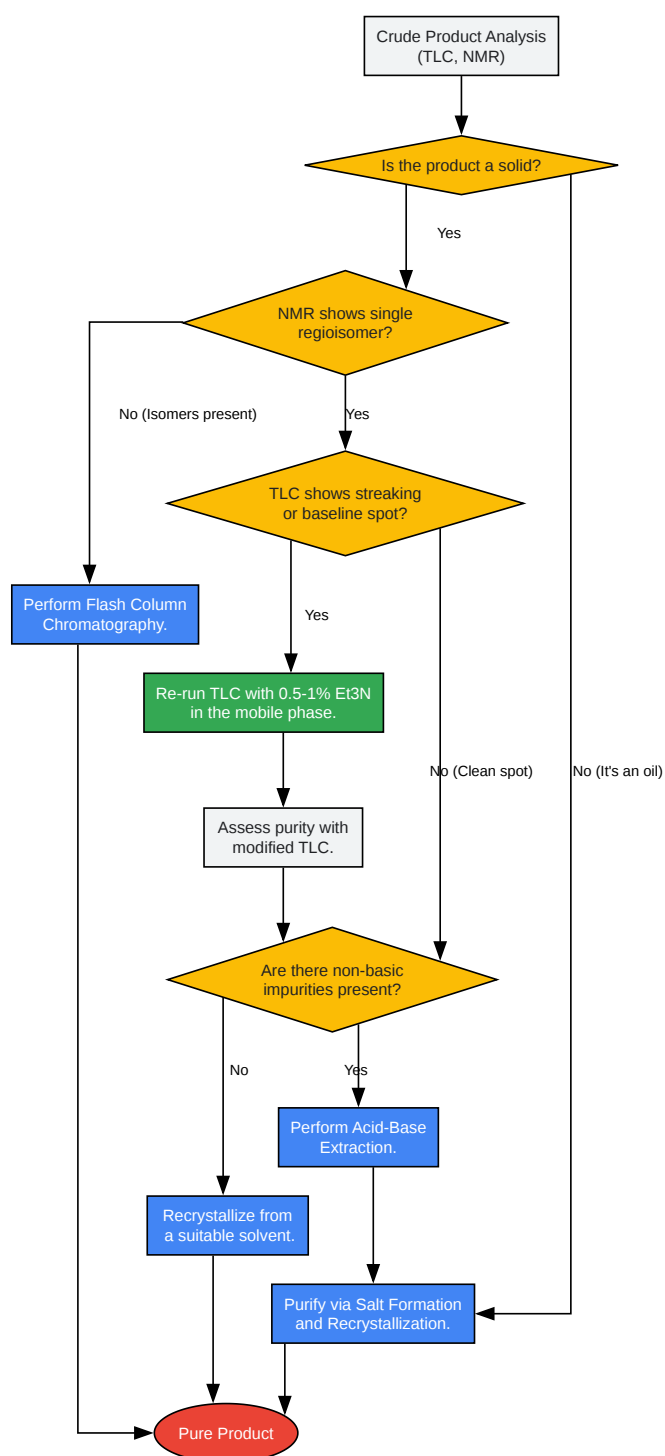 Crude Product Analysis
(TLC, NMR)
Is the product a solid?
Yes
NMR shows single
regioisomer?
No (Isomers present)
Yes
TLC shows streaking
or baseline spot?
Perform Flash Column
Chromatography.
Yes
Re-run TLC with 0.5-1% Et3N
in the mobile phase.
No (Clean spot)
No (It's an oil)
Assess purity with
modified TLC.
Are there non-basic
impurities present?
No
Yes
Perform Acid-Base
Extraction.
Recrystallize from
a suitable solvent.
Purify via Salt Formation
and Recrystallization.
Pure Product